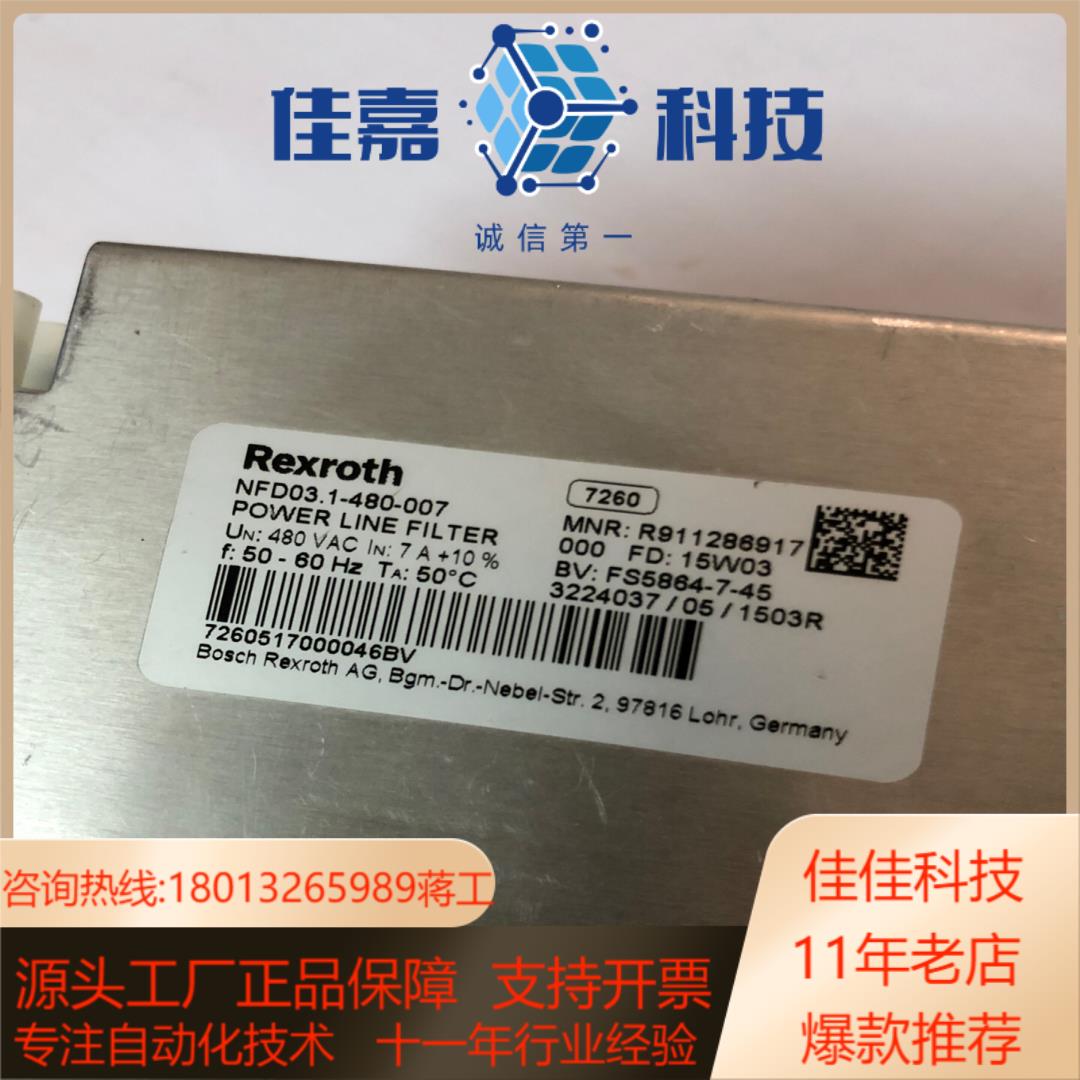 佳嘉 科技
诚信第一
Rexroth
NFD03.1-480-007
POWER LINE FILTER
UN: 480 VAC IN: 7 A +10 %
f: 50 - 60 Hz TA: 50°C
7260
MNR: R911286917
000 FD: 15W03
BV: FS5864-7-45
3224037 / 05 / 1503R
7260517000046BV
Bosch Rexroth AG, Bgm.-Dr.-Nebel-Str. 2, 97816 Lohr, Germany
咨询热线:18013265989蒋工
源头工厂正品保障 支持开票
专注自动化技术 十一年行业经验
佳佳科技
11年老店
爆款推荐